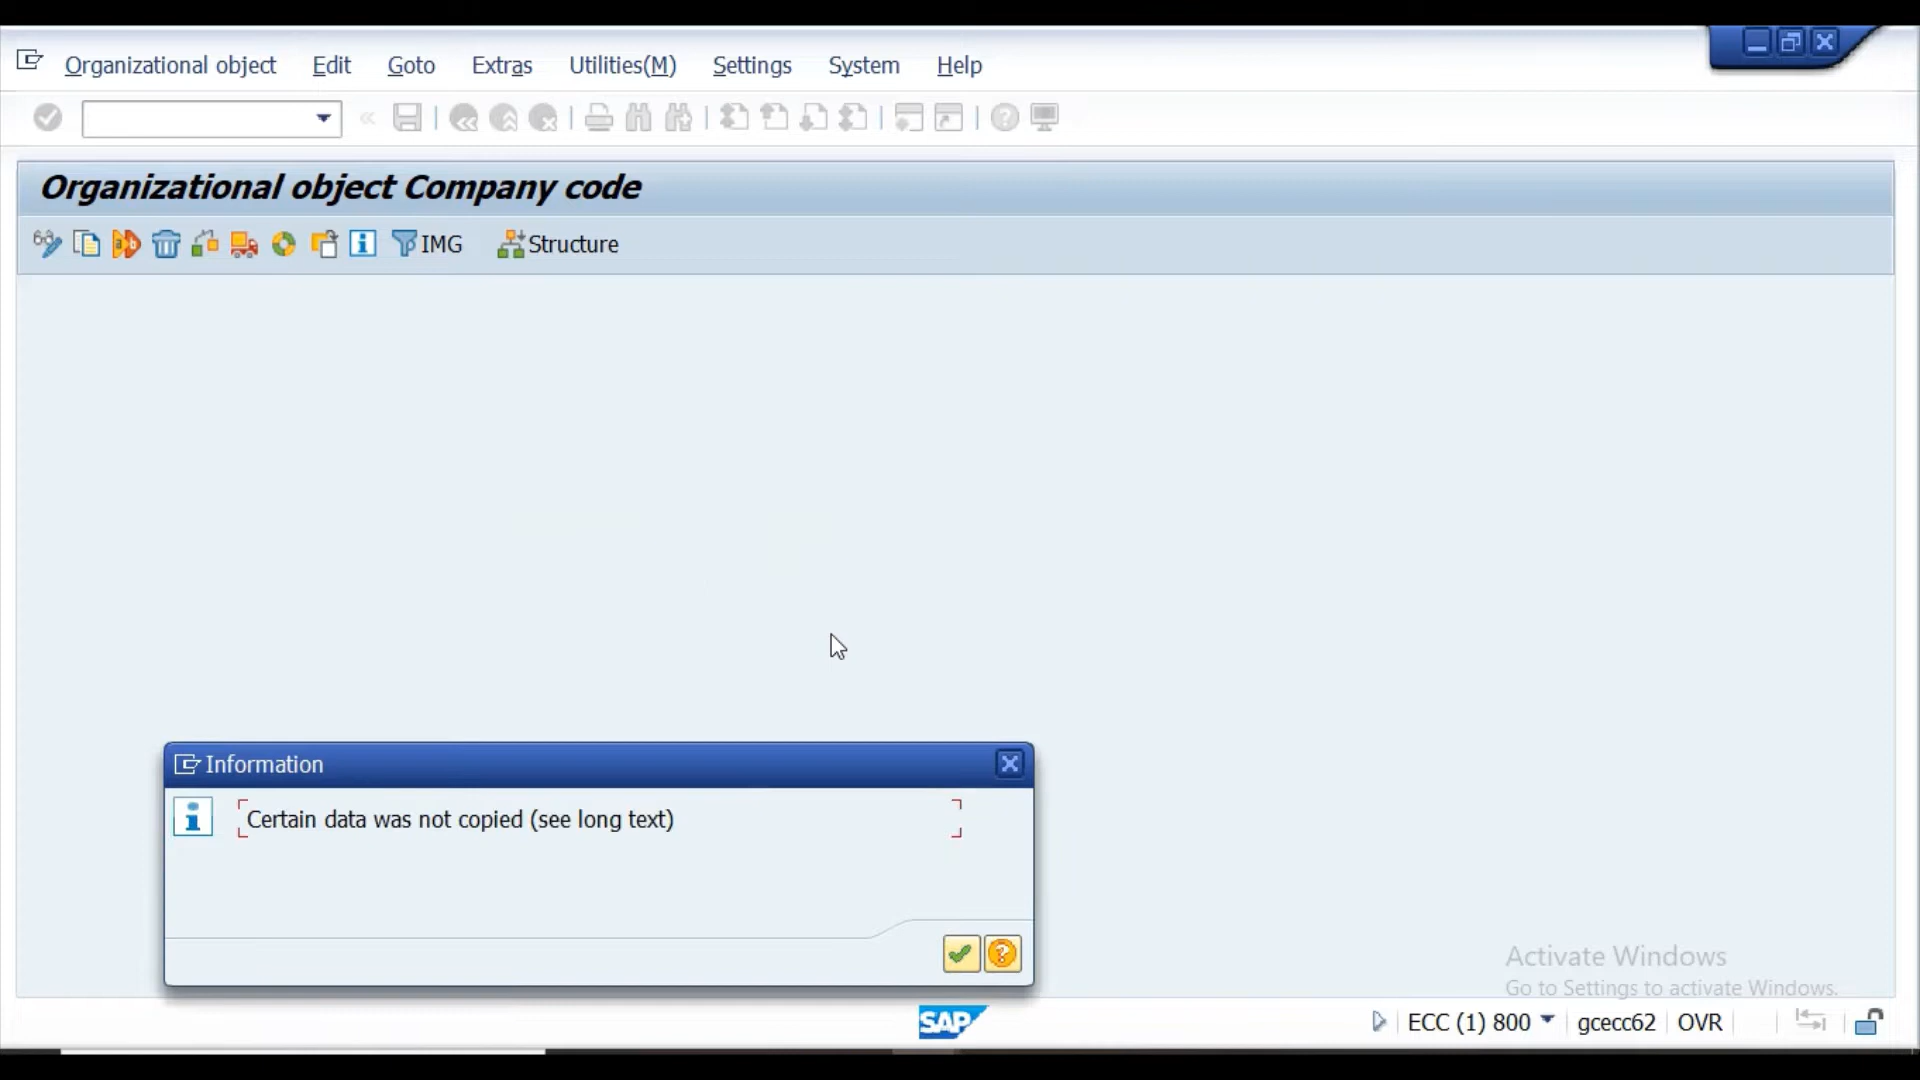 Organizational object Edit Goto Extras Utilities(M) Settings System Help
Organizational object Company code
IMG Structure
Information
Certain data was not copied (see long text)
Activate Windows
Go to Settings to activate Windows.
SAP ECC (1) 800 gcecc62 OVR